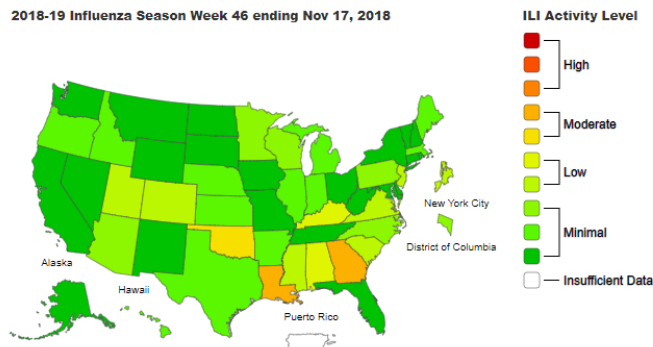 2018-19 Influenza Season Week 46 ending Nov 17, 2018
ILI Activity Level
High
Moderate
Low
New York City
Minimal
District of Columbia
Alaska
Insufficient Data
Hawaii
Puerto Rico